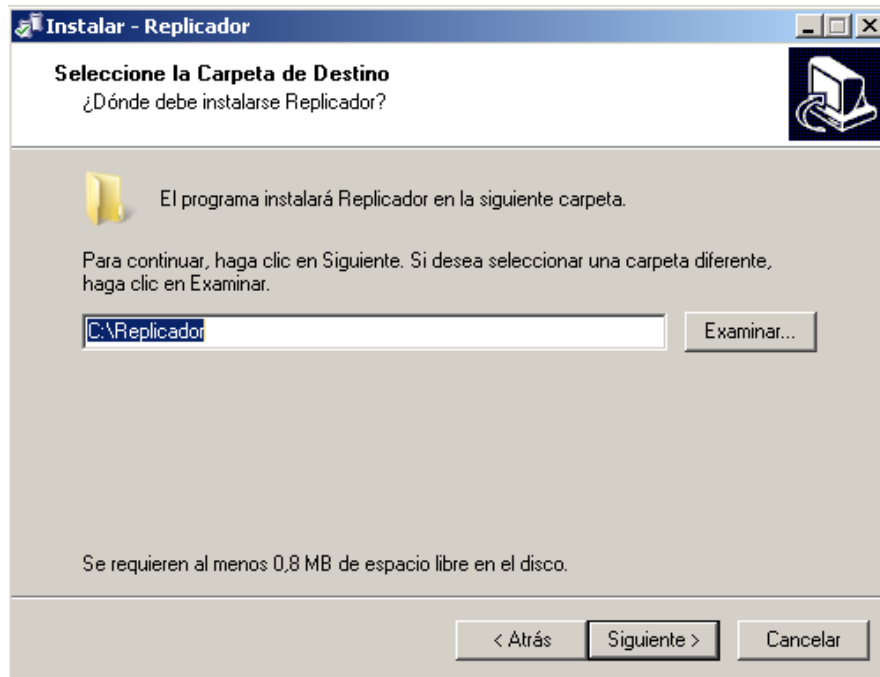 Instalar - Replicador
Seleccione la Carpeta de Destino
¿Dónde debe instalarse Replicador?
El programa instalará Replicador en la siguiente carpeta.
Para continuar, haga clic en Siguiente. Si desea seleccionar una carpeta diferente,
haga clic en Examinar.
C:\Replicador
Examinar...
Se requieren al menos 0,8 MB de espacio libre en el disco.
< Atrás
Siguiente >
Cancelar